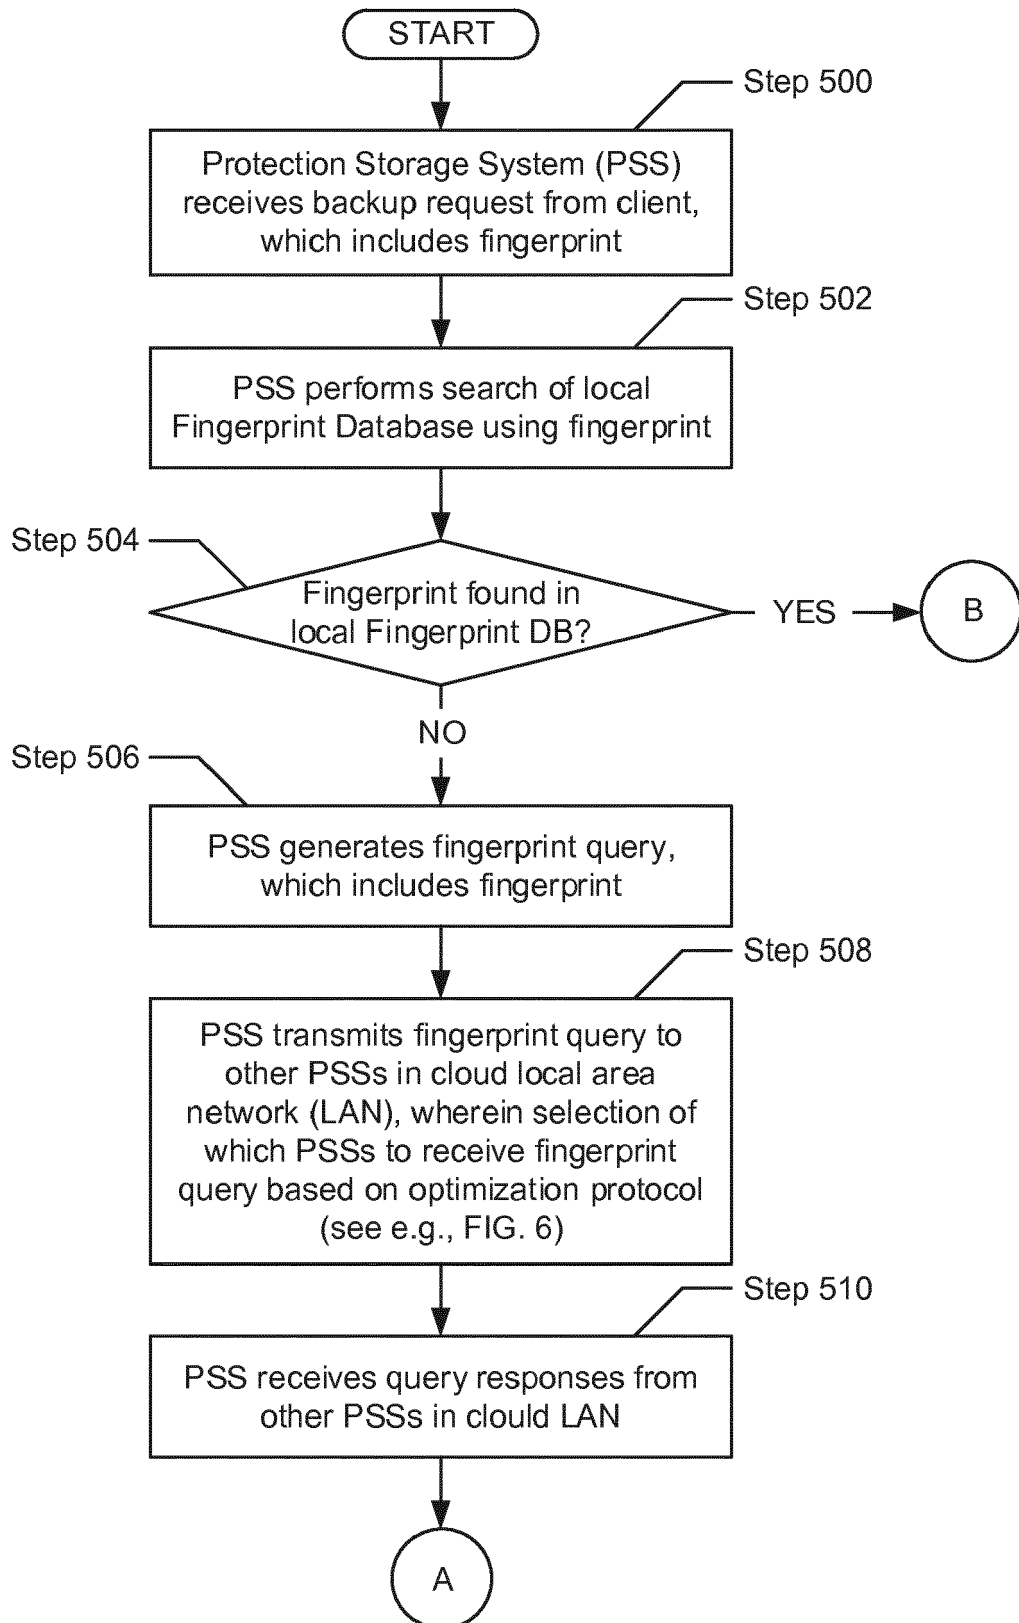 START
Step 500
Protection Storage System (PSS)
receives backup request from client,
which includes fingerprint
Step 502
PSS performs search of local
Fingerprint Database using fingerprint
Step 504
Fingerprint found in
local Fingerprint DB?
YES
B
NO
Step 506
PSS generates fingerprint query,
which includes fingerprint
Step 508
PSS transmits fingerprint query to
other PSSs in cloud local area
network (LAN), wherein selection of
which PSSs to receive fingerprint
query based on optimization protocol
(see e.g., FIG. 6)
Step 510
PSS receives query responses from
other PSSs in clould LAN
A